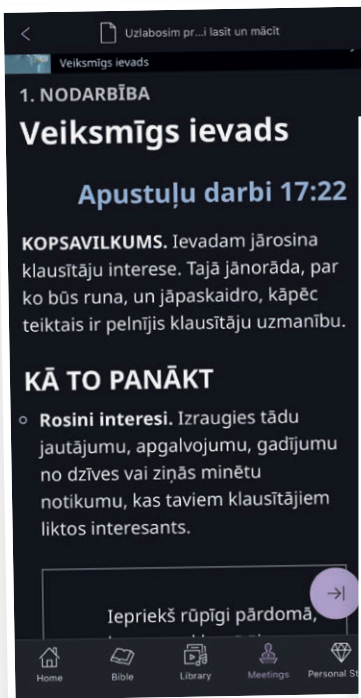 Uzlabosim pr...i lasīt un mācīt
Veiksmīgs ievads
1. NODARBĪBA
Veiksmīgs ievads
Apustuļu darbi 17:22
KOPSAVILKUMS. Ievadam jārosina
klausītāju interese. Tajā jānorāda, par
ko būs runa, un jāpaskaidro, kāpēc
teiktais ir pelnījis klausītāju uzmanību.
KĀ TO PANĀKT
Rosini interesi. Izraugies tādu
jautājumu, apgalvojumu, gadījumu
no dzīves vai ziņās minētu
notikumu, kas taviem klausītājiem
liktos interesants.
Iepriekš rūpīgi pārdomā,
Home Bible Library Meetings Personal St